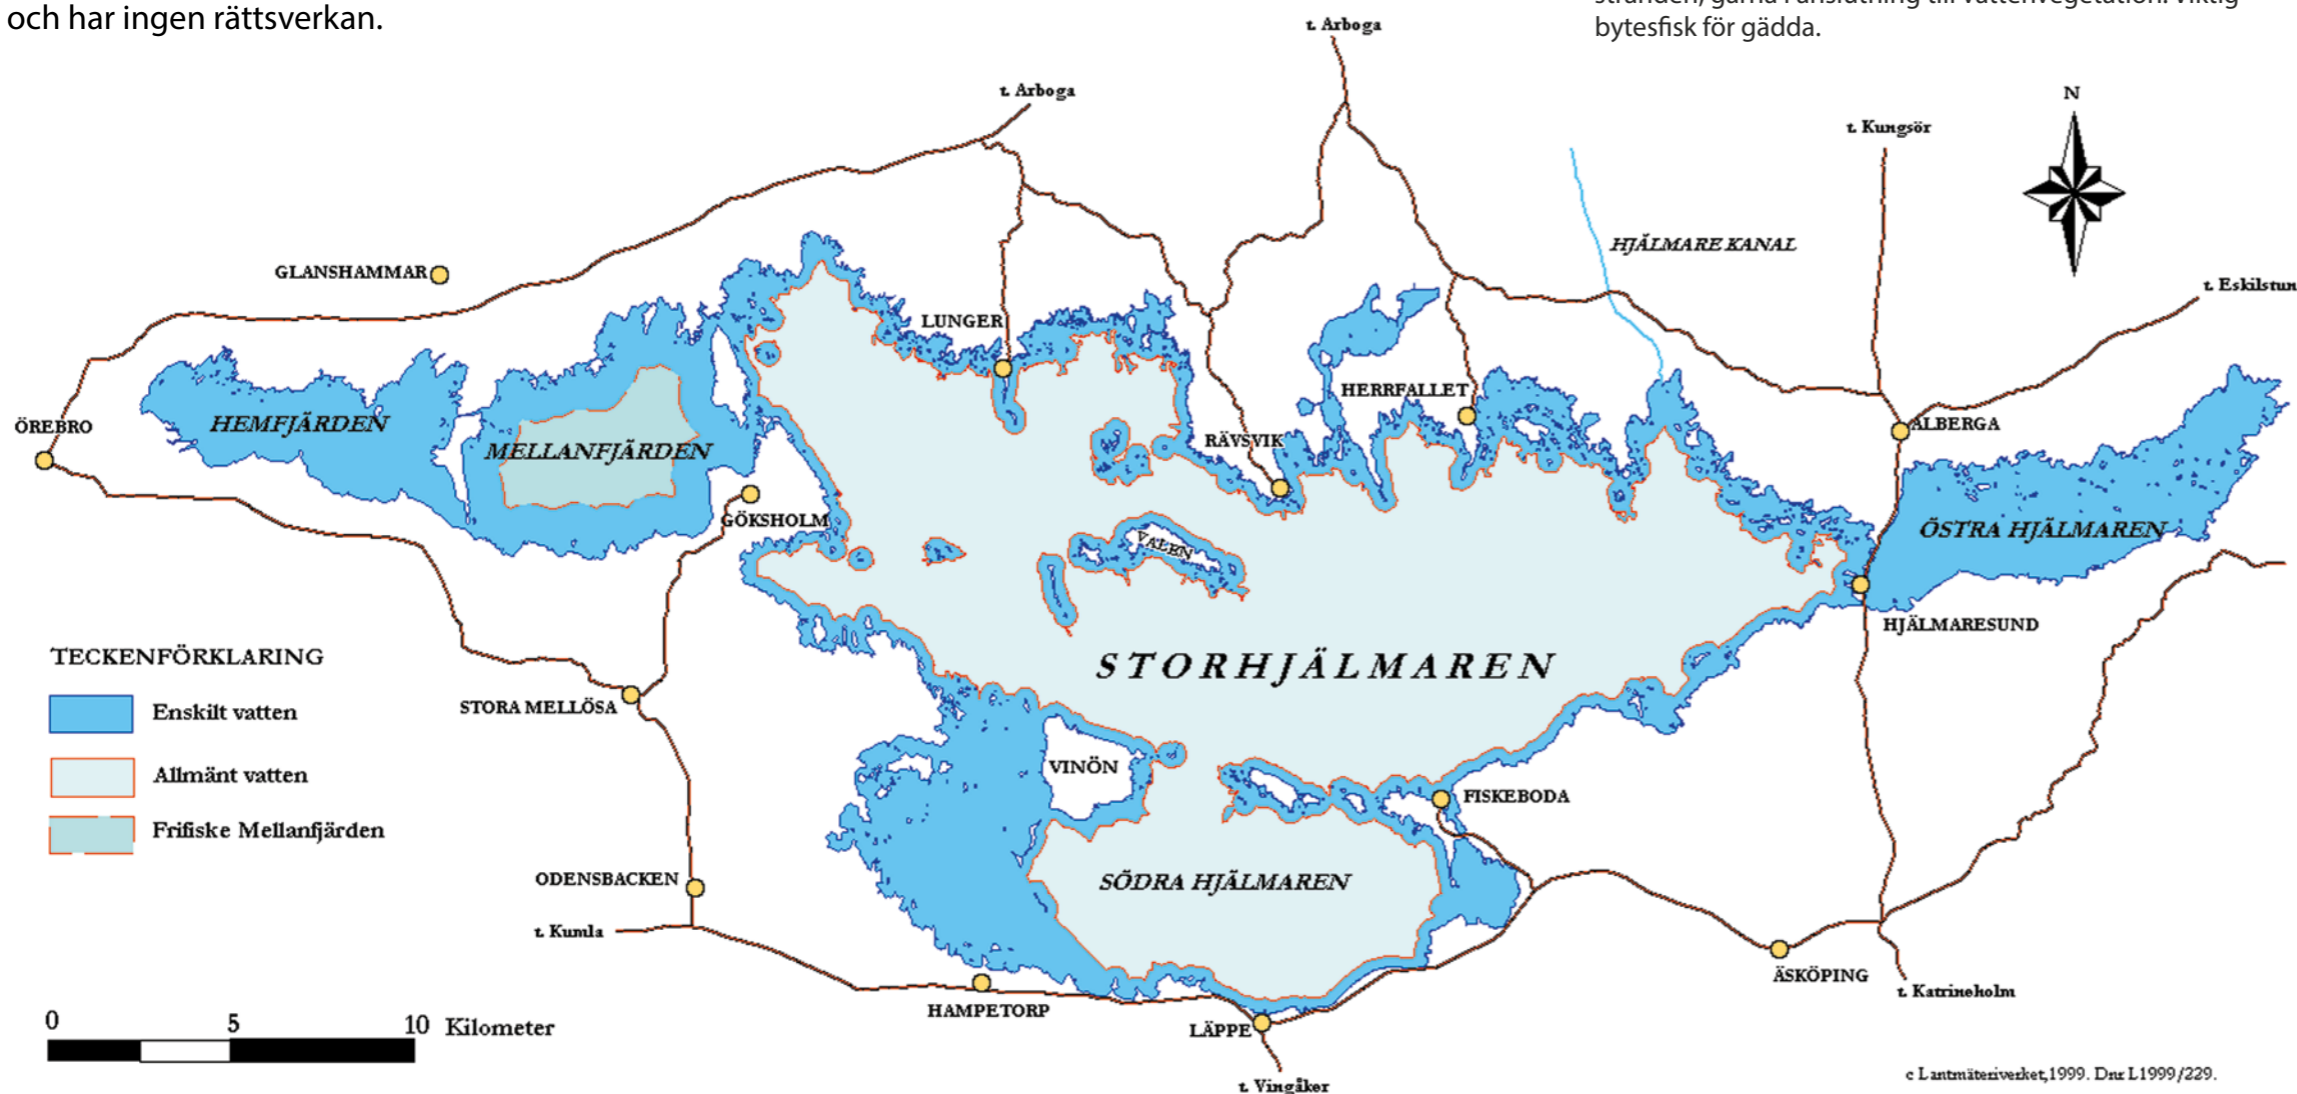 och har ingen rättsverkan.
bytesfisk för gädda.
t. Arboga
t. Arboga
N
t. Kungsör
HJÄLMARE KANAL
GLANSHAMMAR
t. Eskilstun
LUNGER
HERRFALLET
HEMFJÄRDEN
ÖREBRO
ALBERGA
RÄVSVIK
MELLANFJÄRDEN
GÖKSHOLM
ÖSTRA HJÄLMAREN
VALEN
HJÄLMARESUND
TECKENFÖRKLARING
STORHJÄLMAREN
STORA MELLÖSA
Enskilt vatten
VINÖN
Allmänt vatten
FISKEBODA
Frifiske Mellanfjärden
ODENSBACKEN
SÖDRA HJÄLMAREN
t. Kumla
ÄSKÖPING
t. Katrineholm
HAMPETORP
0 5 10 Kilometer
LÄPPE
t. Vingåker
c Lantmäteriverket,1999. Dnr L1999/229.